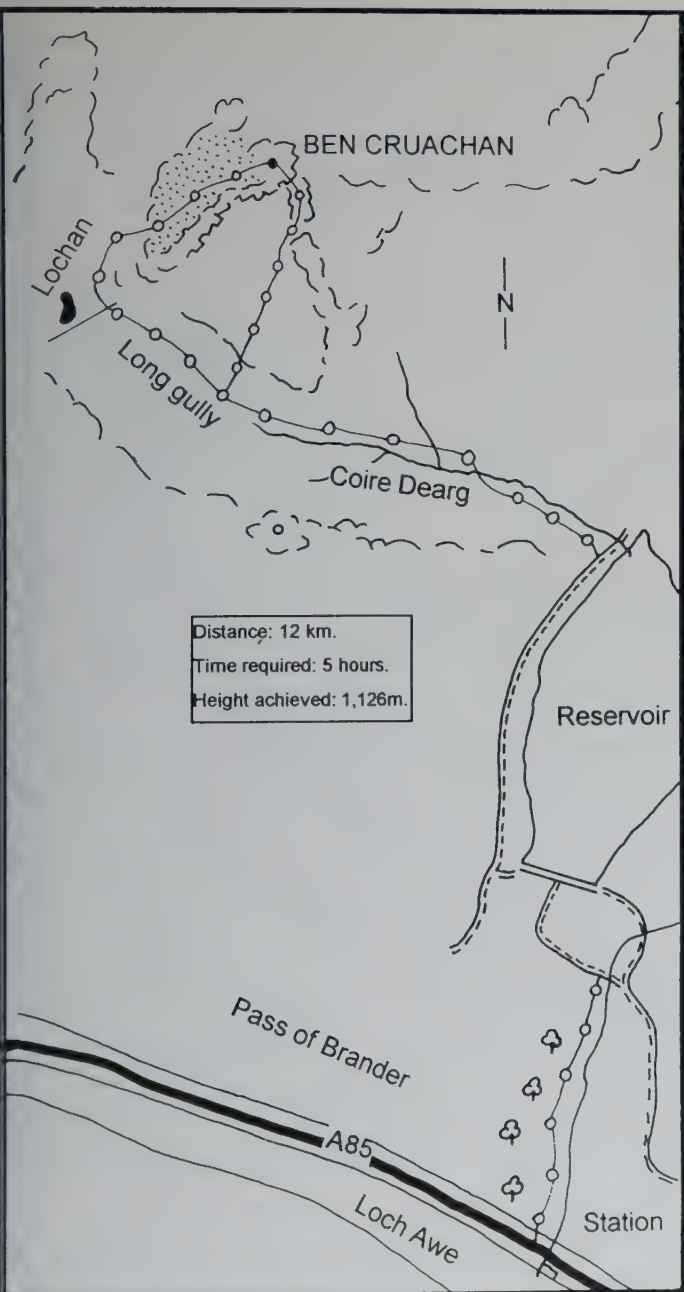 BEN CRUACHAN
Lochan
N
Long gully
Coire Dearg
Distance: 12 km.
Time required: 5 hours.
Height achieved: 1,126m.
Reservoir
Pass of Brander
A85
Loch Awe
Station